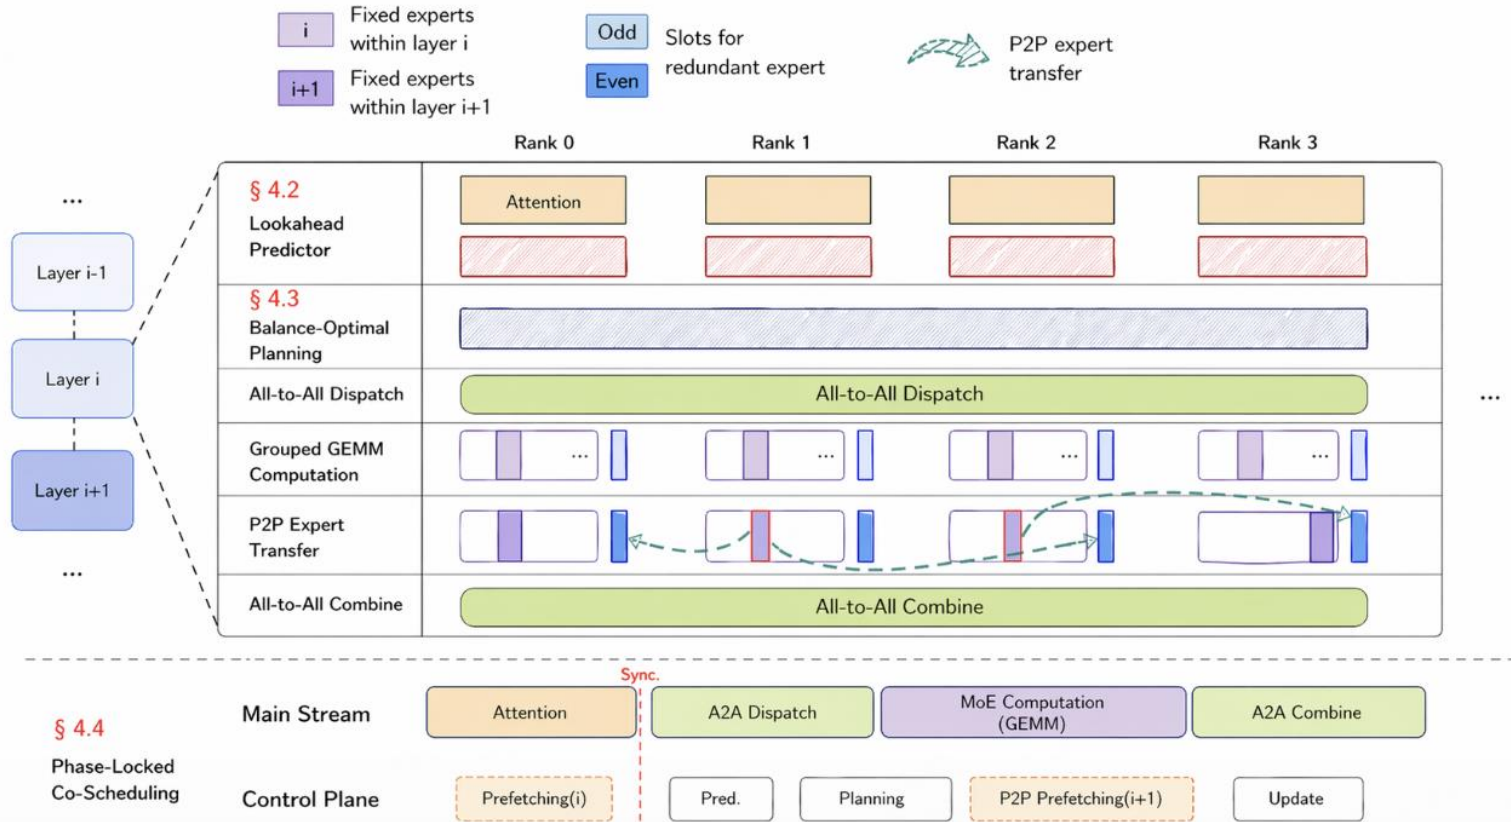 i
Fixed experts
within layer i
i+1
Fixed experts
within layer i+1
Odd
Even
Slots for
redundant expert
P2P expert
transfer
Rank 0
Rank 1
Rank 2
Rank 3
...
Layer i-1
Layer i
Layer i+1
...
§ 4.2
Lookahead
Predictor
Attention
§ 4.3
Balance-Optimal
Planning
All-to-All Dispatch
All-to-All Dispatch
...
Grouped GEMM
Computation
...
...
...
...
P2P Expert
Transfer
All-to-All Combine
All-to-All Combine
Sync.
§ 4.4
Phase-Locked
Co-Scheduling
Main Stream
Attention
A2A Dispatch
MoE Computation
(GEMM)
A2A Combine
Control Plane
Prefetching(i)
Pred.
Planning
P2P Prefetching(i+1)
Update